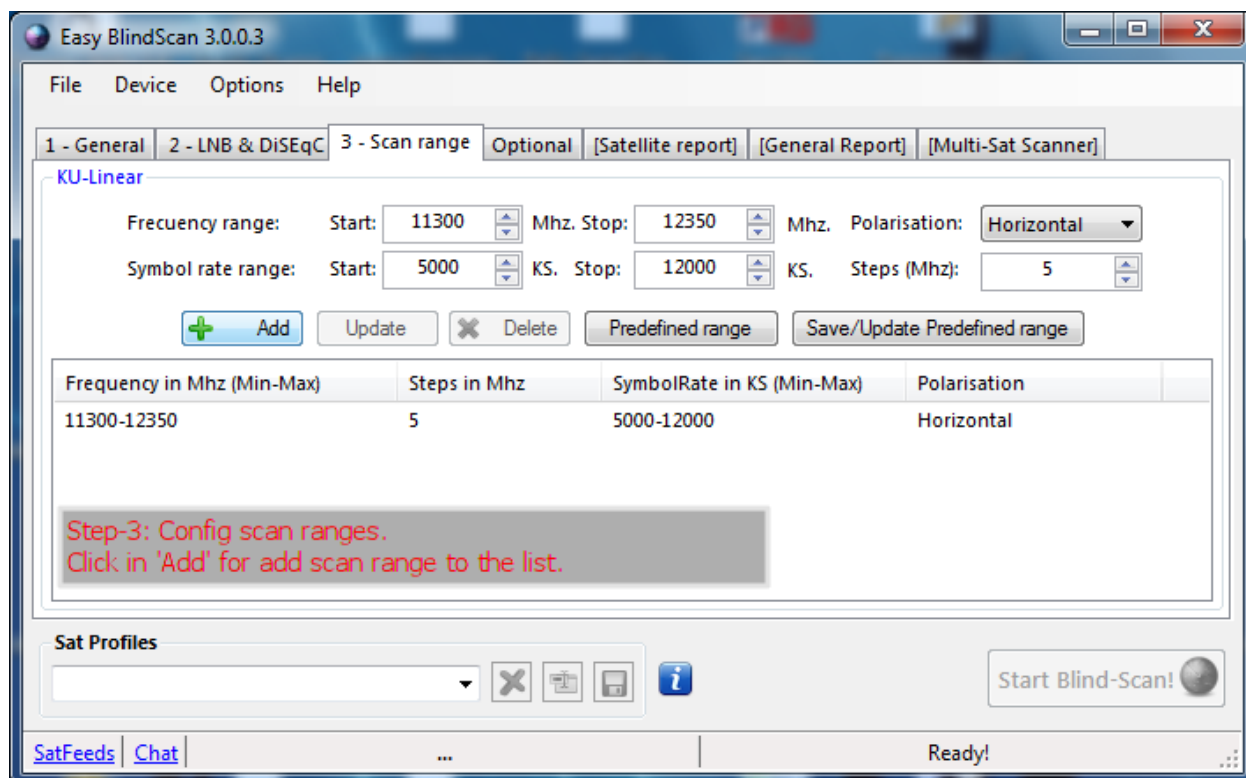 Easy BlindScan 3.0.0.3
File Device Options Help
1 - General 2 - LNB & DiSEqC 3 - Scan range Optional [Satellite report] [General Report] [Multi-Sat Scanner]
KU-Linear
Frecuency range: Start: 11300 Mhz. Stop: 12350 Mhz. Polarisation: Horizontal
Symbol rate range: Start: 5000 KS. Stop: 12000 KS. Steps (Mhz): 5
Add Update Delete Predefined range Save/Update Predefined range
Frequency in Mhz (Min-Max) Steps in Mhz SymbolRate in KS (Min-Max) Polarisation
11300-12350 5 5000-12000 Horizontal
Step-3: Config scan ranges.
Click in 'Add' for add scan range to the list.
Sat Profiles
Start Blind-Scan!
SatFeeds Chat ... Ready!